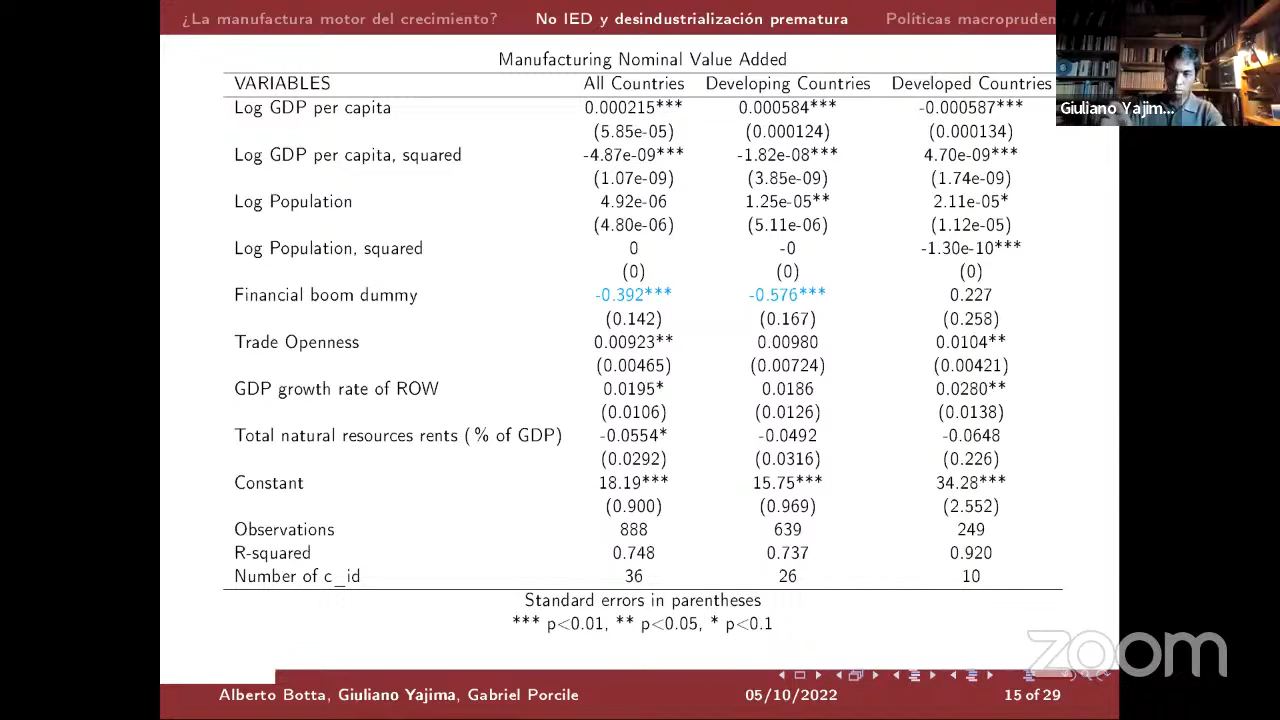 ¿La manufactura motor del crecimiento? No IED y desindustrialización prematura Políticas macropruden
Manufacturing Nominal Value Added
VARIABLES All Countries Developing Countries Developed Countries
Log GDP per capita 0.000215*** 0.000584*** -0.000587***
(5.85e-05) (0.000124) (0.000134)
Log GDP per capita, squared -4.87e-09*** -1.82e-08*** 4.70e-09***
(1.07e-09) (3.85e-09) (1.74e-09)
Log Population 4.92e-06 1.25e-05** 2.11e-05*
(4.80e-06) (5.11e-06) (1.12e-05)
Log Population, squared 0 -0 -1.30e-10***
(0) (0) (0)
Financial boom dummy -0.392*** -0.576*** 0.227
(0.142) (0.167) (0.258)
Trade Openness 0.00923** 0.00980 0.0104**
(0.00465) (0.00724) (0.00421)
GDP growth rate of ROW 0.0195* 0.0186 0.0280**
(0.0106) (0.0126) (0.0138)
Total natural resources rents (% of GDP) -0.0554* -0.0492 -0.0648
(0.0292) (0.0316) (0.226)
Constant 18.19*** 15.75*** 34.28***
(0.900) (0.969) (2.552)
Observations 888 639 249
R-squared 0.748 0.737 0.920
Number of c_id 36 26 10
Standard errors in parentheses
*** p<0.01, ** p<0.05, * p<0.1
Giuliano Yajim...
zoom
Alberto Botta, Giuliano Yajima, Gabriel Porcile 05/10/2022 15 of 29